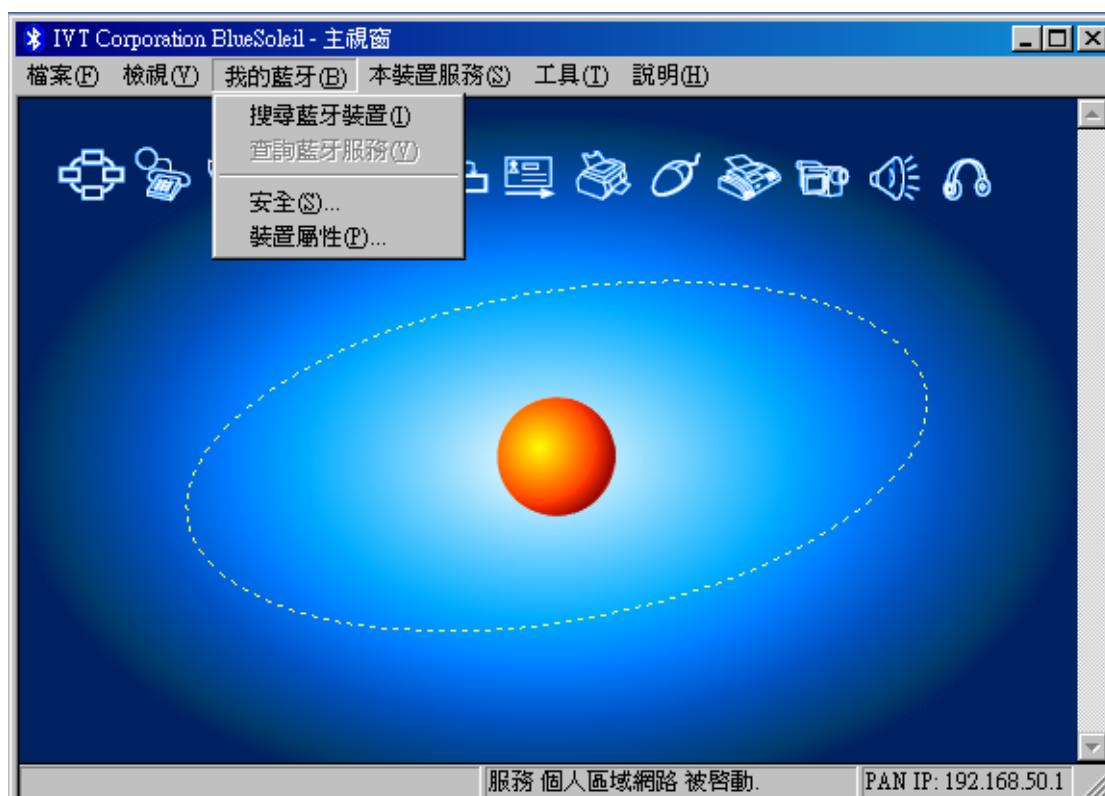 IVT Corporation BlueSoleil - 主視窗
檔案(F) 檢視(V) 我的藍牙(B) 本裝置服務(S) 工具(T) 說明(H)
搜尋藍牙裝置(I)
查詢藍牙服務(V)
安全(S)...
裝置屬性(P)...
服務 個人區域網路 被啓動. PAN IP: 192.168.50.1